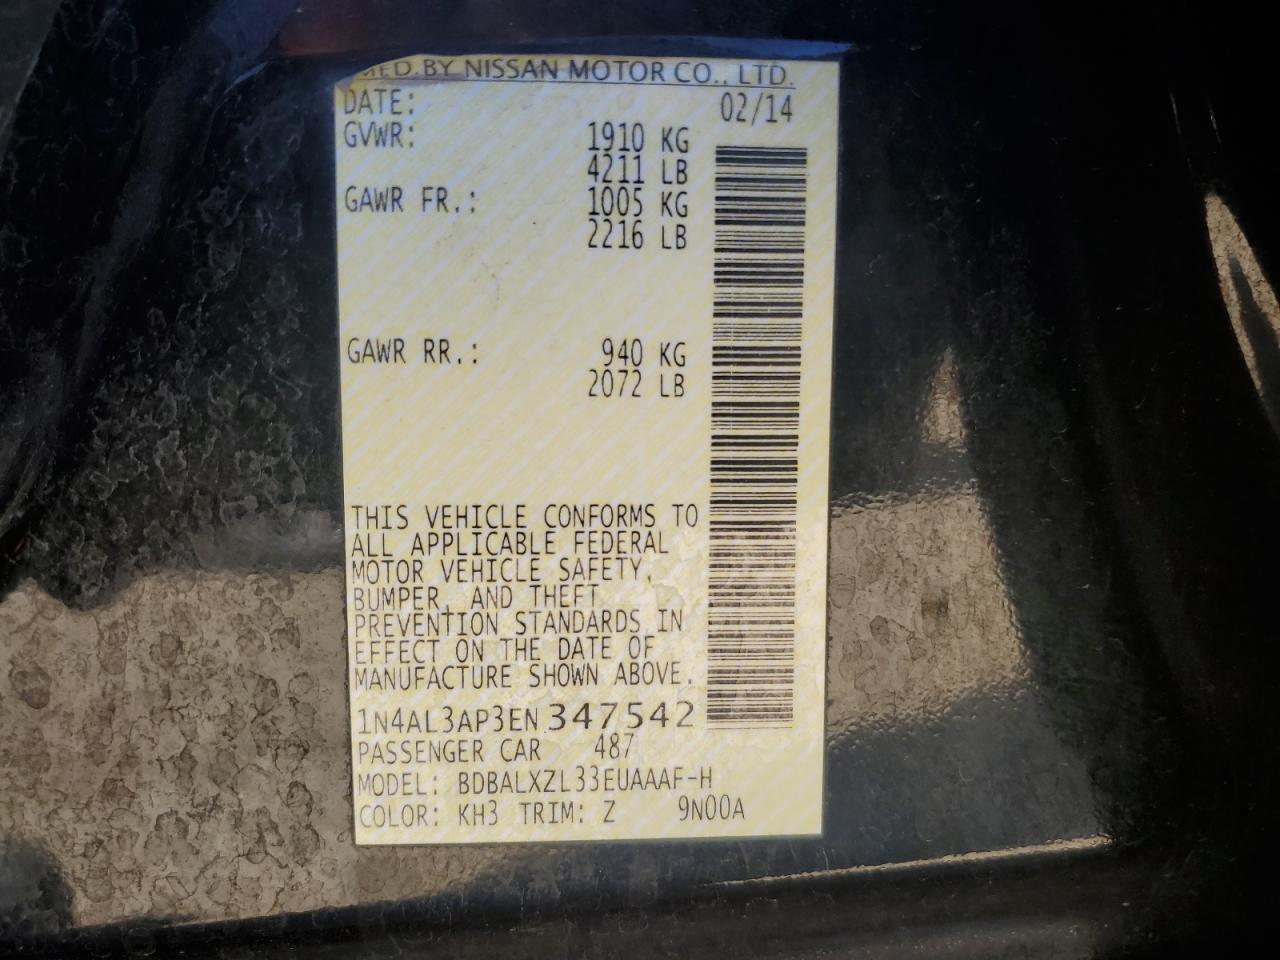 MFD.BY NISSAN MOTOR CO., LTD.
DATE: 02/14
GVWR: 1910 KG
4211 LB
GAWR FR.: 1005 KG
2216 LB
GAWR RR.: 940 KG
2072 LB
THIS VEHICLE CONFORMS TO
ALL APPLICABLE FEDERAL
MOTOR VEHICLE SAFETY,
BUMPER, AND THEFT
PREVENTION STANDARDS IN
EFFECT ON THE DATE OF
MANUFACTURE SHOWN ABOVE.
1N4AL3AP3EN347542
PASSENGER CAR 487
MODEL: BDBALXZL33EUAAAF-H
COLOR: KH3 TRIM: Z 9N00A